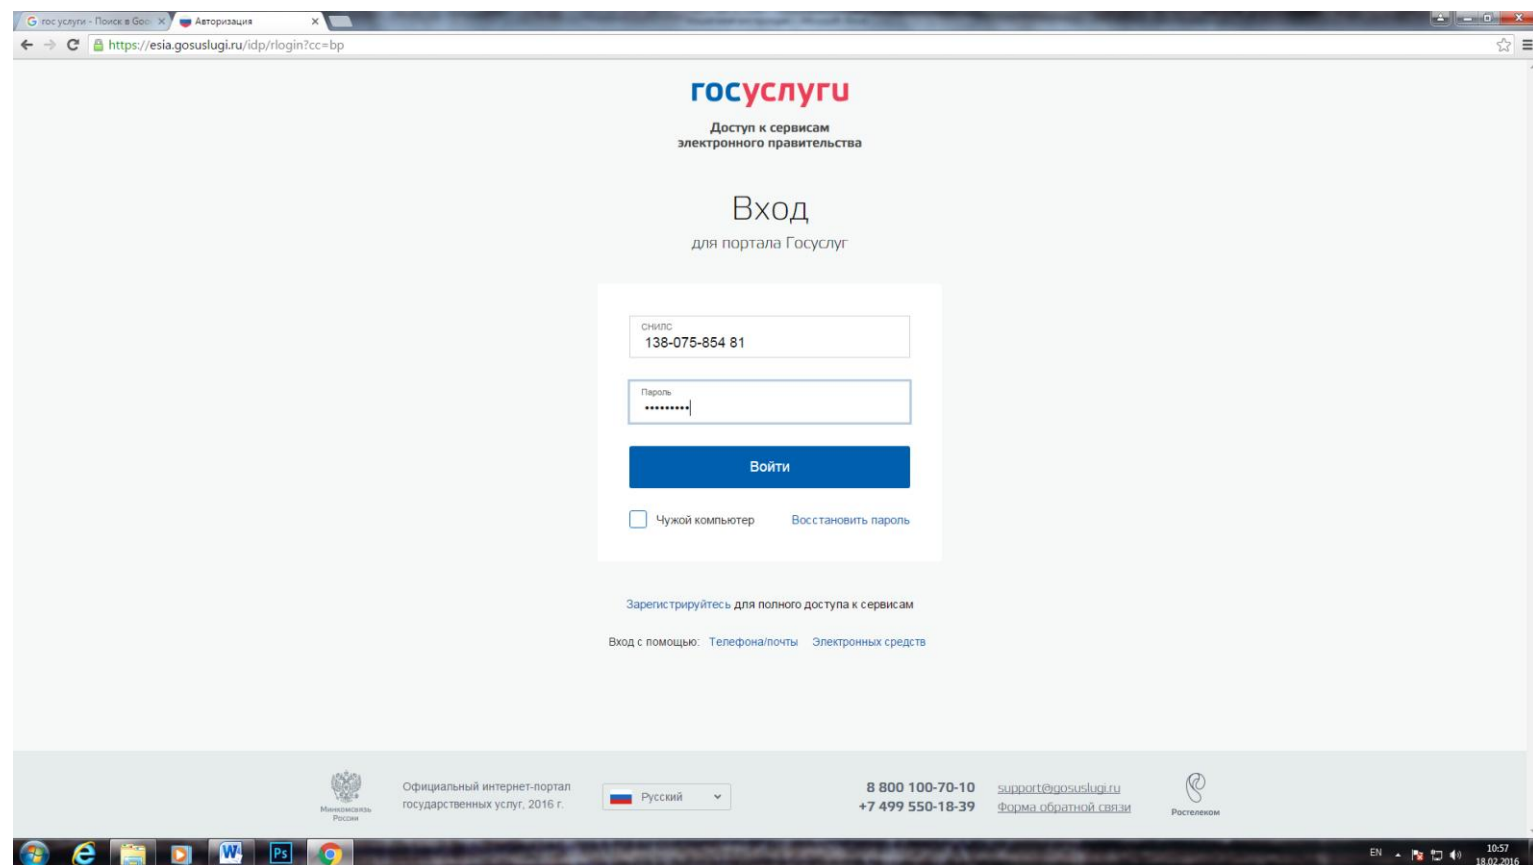 гос услуги - Поиск в Goo
Авторизация
https://esia.gosuslugi.ru/idp/rlogin?cc=bp
госуслуги
Доступ к сервисам
электронного правительства
Вход
для портала Госуслуг
СНИЛС
138-075-854 81
Пароль
•••••••••
Войти
Чужой компьютер Восстановить пароль
Зарегистрируйтесь для полного доступа к сервисам
Вход с помощью: Телефона/почты Электронных средств
Минкомсвязь
России
Официальный интернет-портал
государственных услуг, 2016 г.
Русский
8 800 100-70-10
+7 499 550-18-39
support@gosuslugi.ru
Форма обратной связи
Ростелеком
W
Ps
EN
10:57
18.02.2016